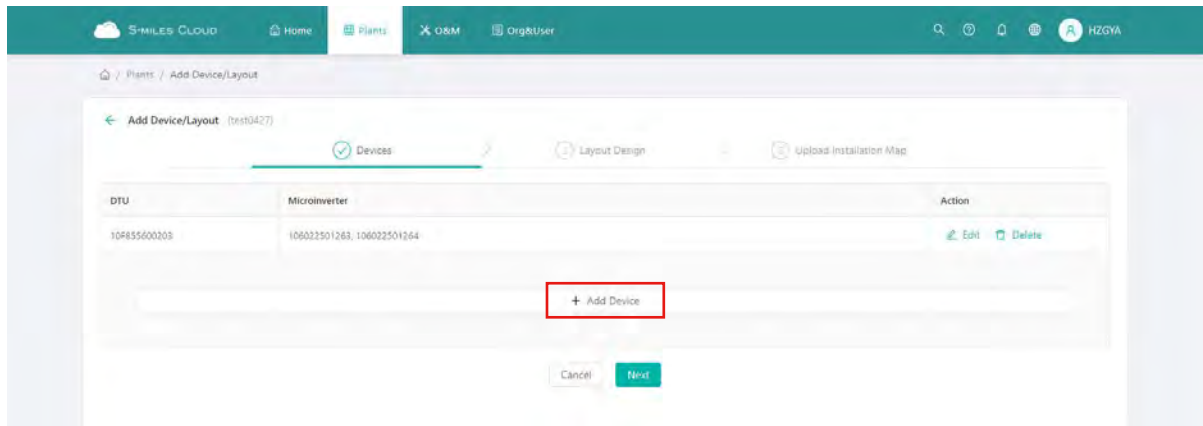 S-MILES CLOUD Home Plants O&M Org&User HZGYA
/ Plants / Add Device/Layout
Add Device/Layout (test0427)
Devices Layout Design Upload Installation Map
DTU Microinverter Action
106022501263, 106022501264 Edit Delete
+ Add Device
Cancel Next